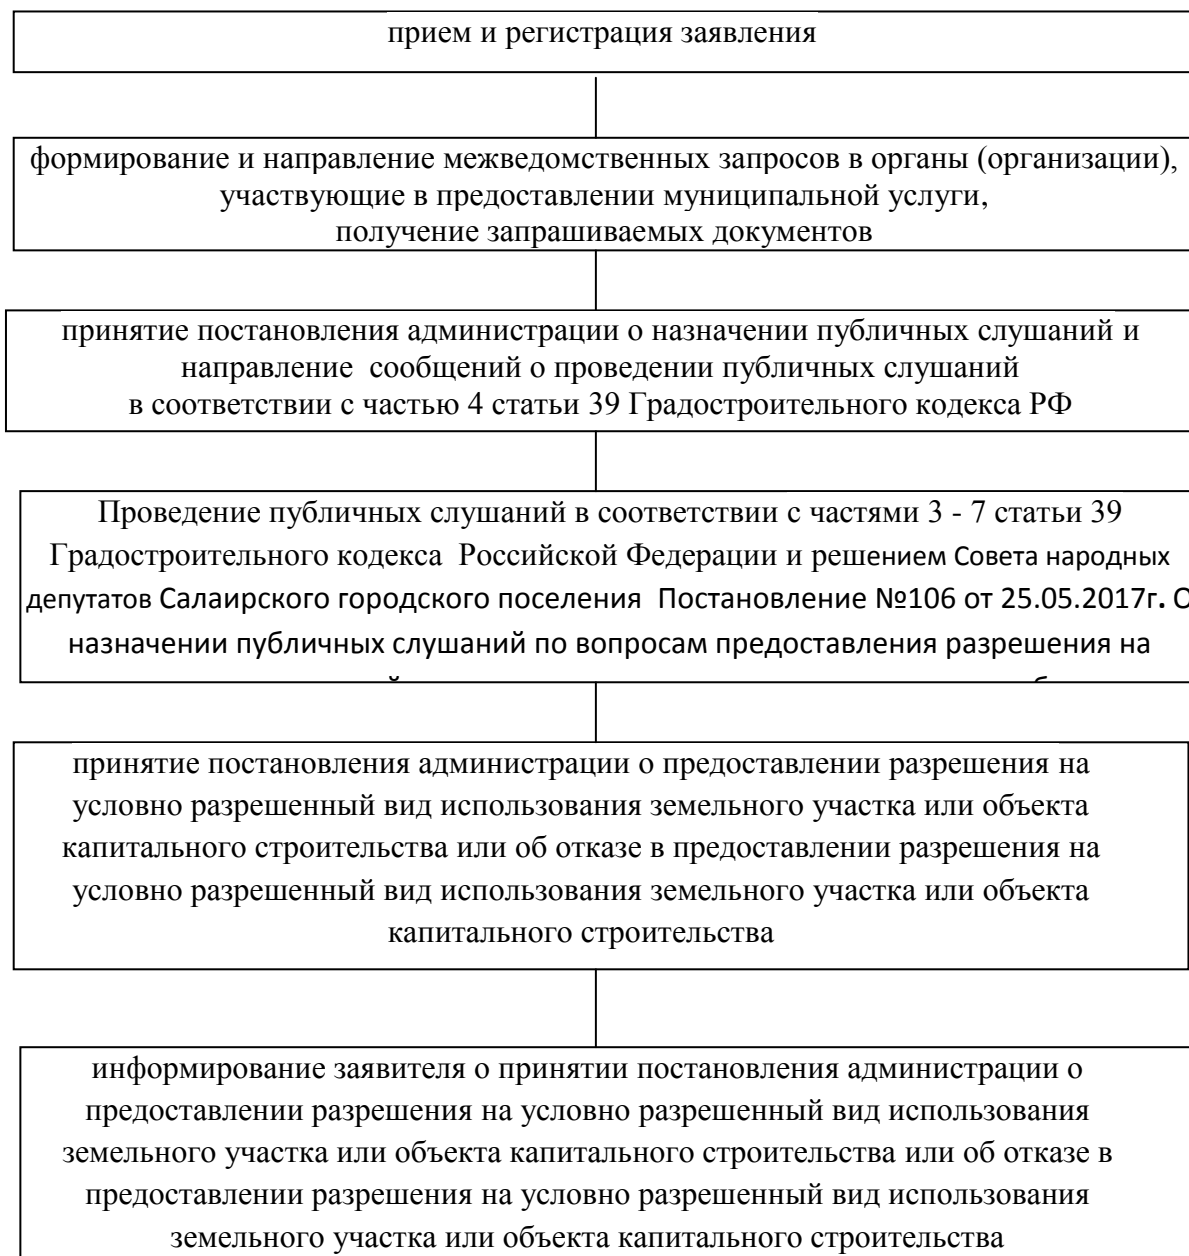 прием и регистрация заявления
формирование и направление межведомственных запросов в органы (организации),
участвующие в предоставлении муниципальной услуги,
получение запрашиваемых документов
принятие постановления администрации о назначении публичных слушаний и
направление сообщений о проведении публичных слушаний
в соответствии с частью 4 статьи 39 Градостроительного кодекса РФ
Проведение публичных слушаний в соответствии с частями 3 - 7 статьи 39
Градостроительного кодекса Российской Федерации и решением Совета народных
депутатов Салаирского городского поселения Постановление №106 от 25.05.2017г. О
назначении публичных слушаний по вопросам предоставления разрешения на
принятие постановления администрации о предоставлении разрешения на
условно разрешенный вид использования земельного участка или объекта
капитального строительства или об отказе в предоставлении разрешения на
условно разрешенный вид использования земельного участка или объекта
капитального строительства
информирование заявителя о принятии постановления администрации о
предоставлении разрешения на условно разрешенный вид использования
земельного участка или объекта капитального строительства или об отказе в
предоставлении разрешения на условно разрешенный вид использования
земельного участка или объекта капитального строительства